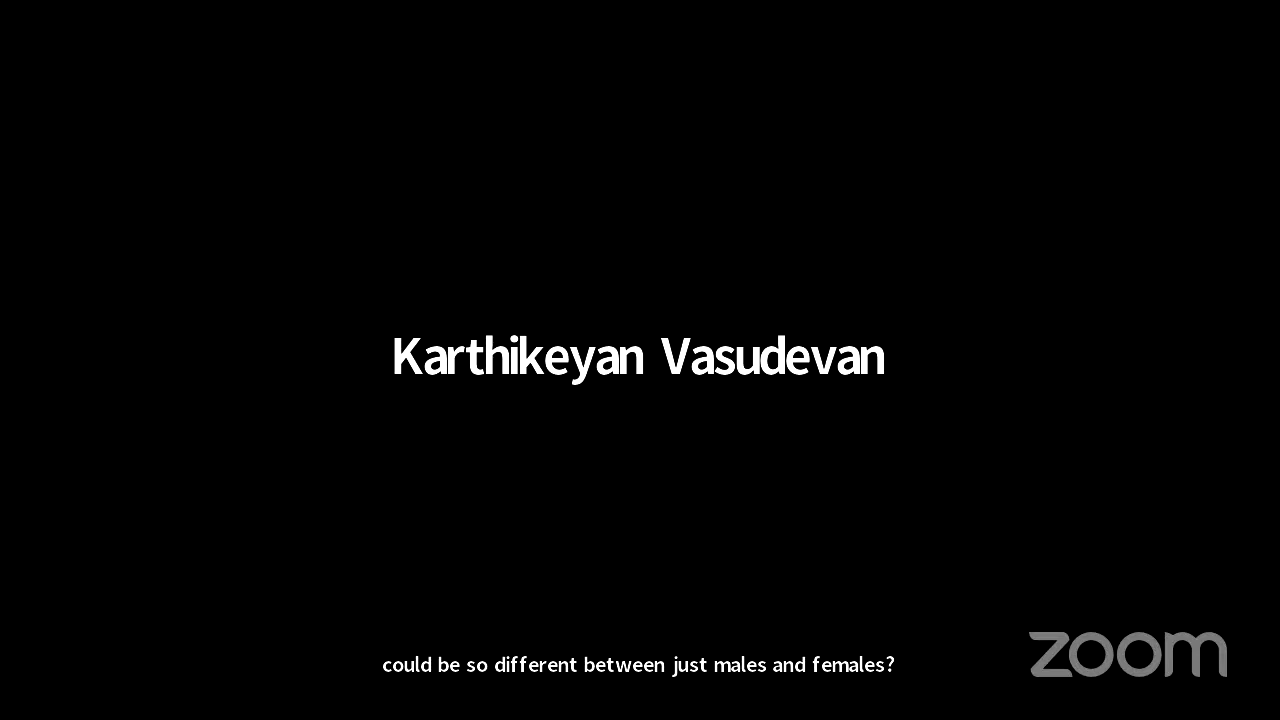 Karthikeyan Vasudevan
could be so different between just males and females?
zoom